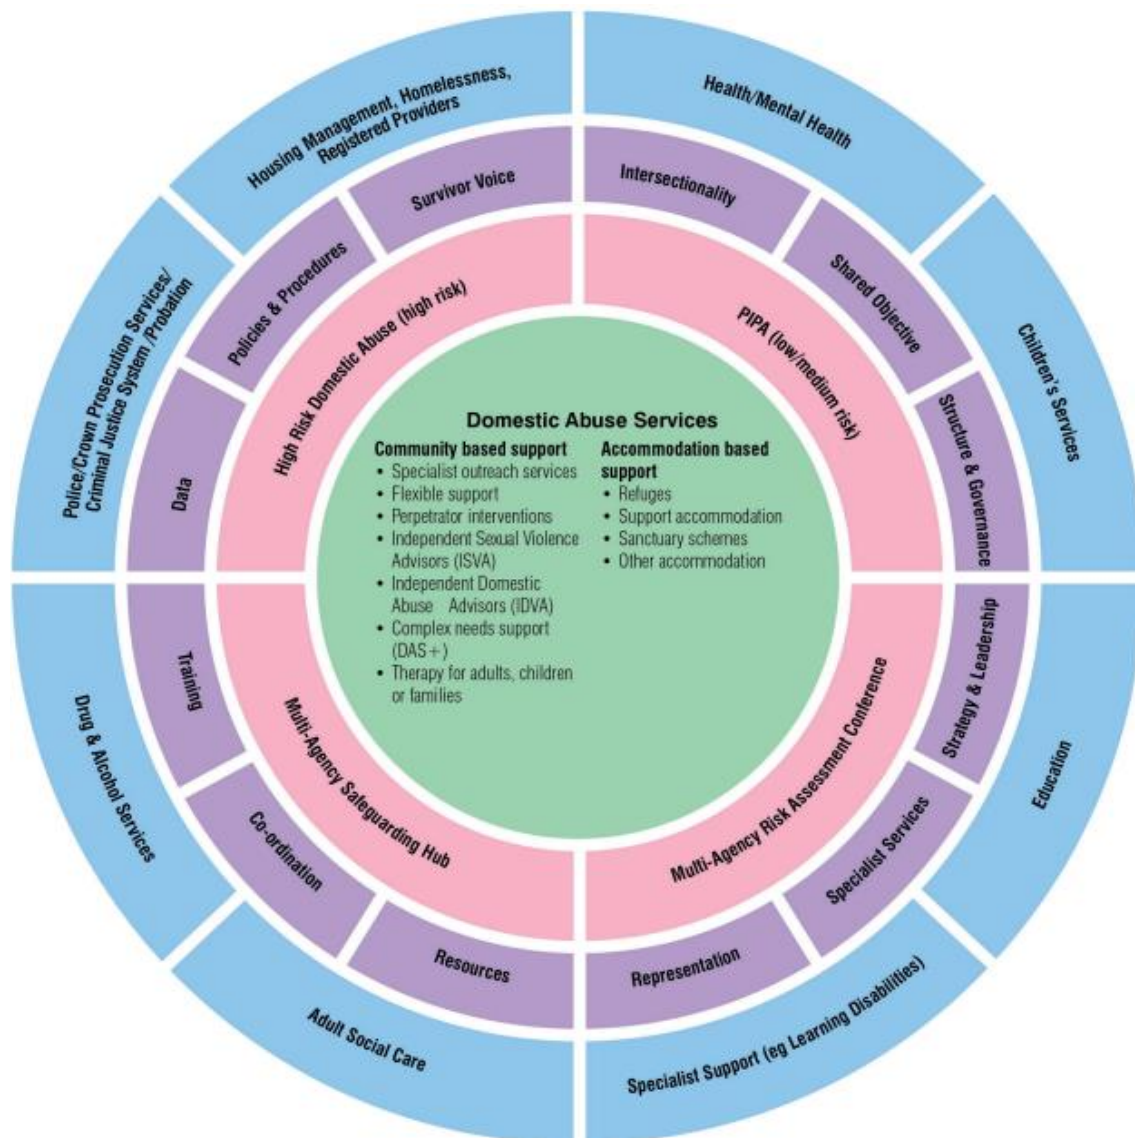 Housing Management, Homelessness,
Registered Providers
Health/Mental Health
Children's Services
Education
Specialist Support (eg Learning Disabilities)
Adult Social Care
Drug & Alcohol Services
Police/Crown Prosecution Services/
Criminal Justice System /Probation
Survivor Voice
Intersectionality
Shared Objective
Structure & Governance
Strategy & Leadership
Specialist Services
Representation
Resources
Co-ordination
Training
Data
Policies & Procedures
High Risk Domestic Abuse (high risk)
PIPA (low/medium risk)
Multi-Agency Risk Assessment Conference
Multi-Agency Safeguarding Hub
Domestic Abuse Services
Community based support
• Specialist outreach services
• Flexible support
• Perpetrator interventions
• Independent Sexual Violence
Advisors (ISVA)
• Independent Domestic
Abuse Advisors (IDVA)
• Complex needs support
(DAS+)
• Therapy for adults, children
or families
Accommodation based
support
• Refuges
• Support accommodation
• Sanctuary schemes
• Other accommodation